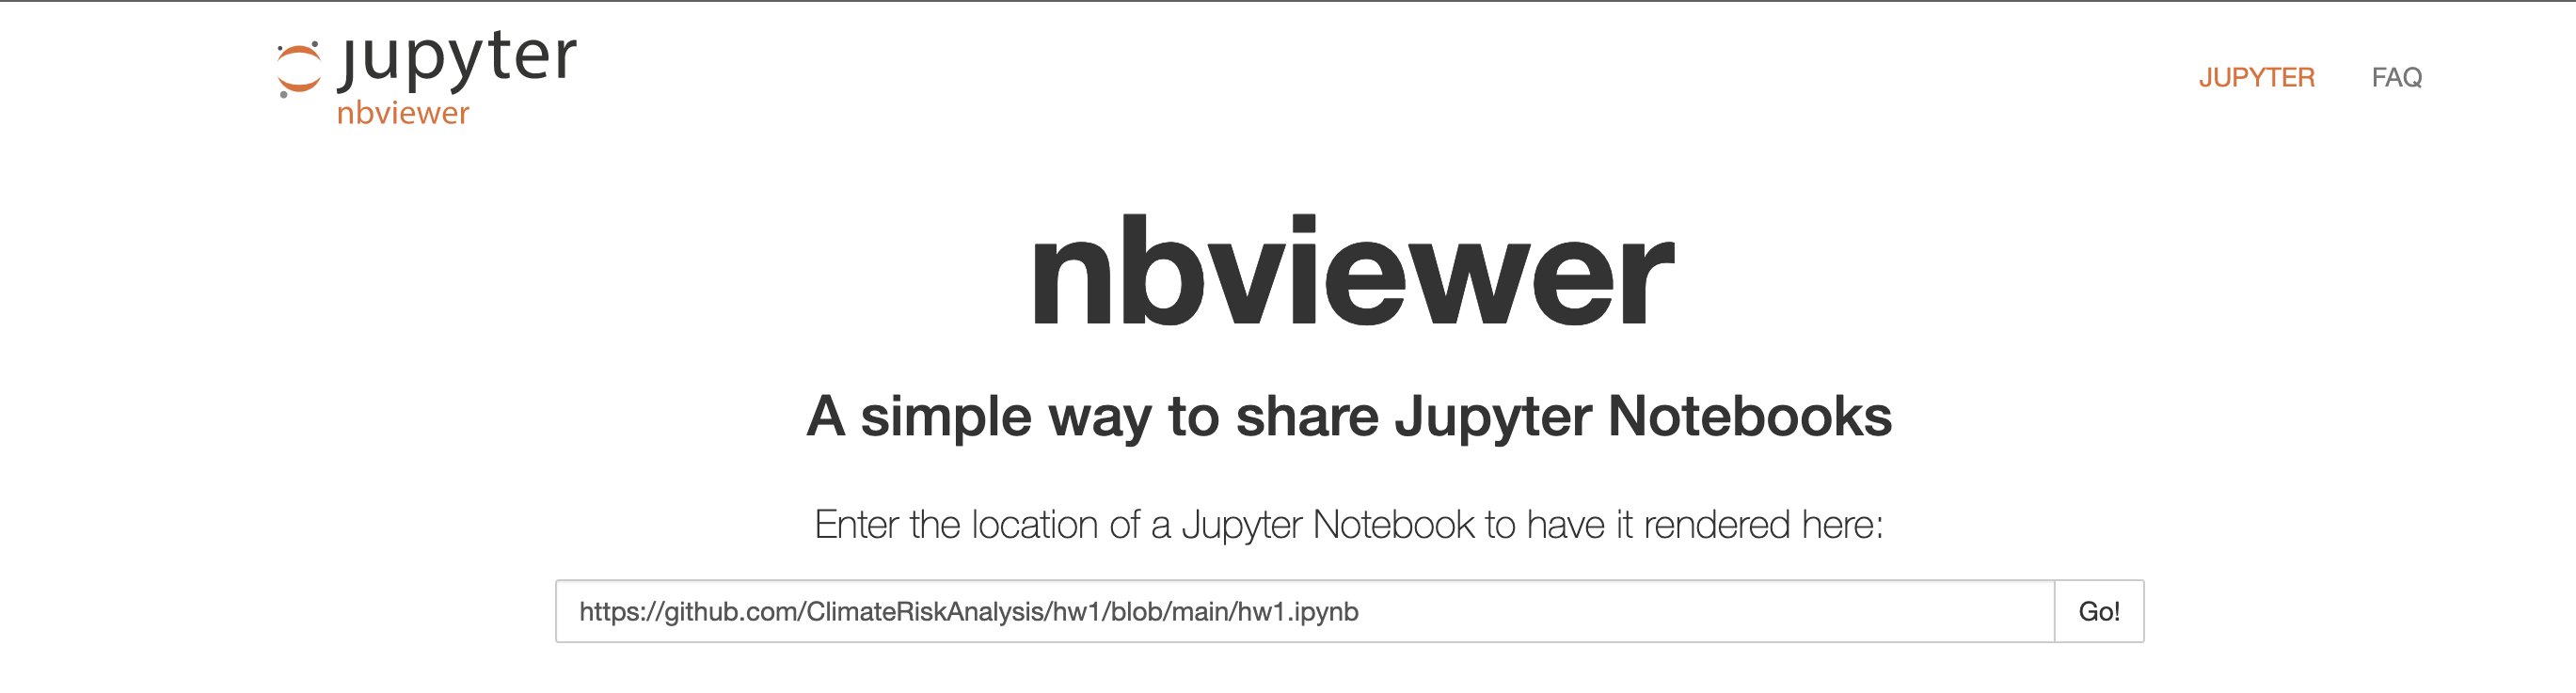 jupyter
nbviewer
JUPYTER FAQ
nbviewer
A simple way to share Jupyter Notebooks
Enter the location of a Jupyter Notebook to have it rendered here:
https://github.com/ClimateRiskAnalysis/hw1/blob/main/hw1.ipynb Go!